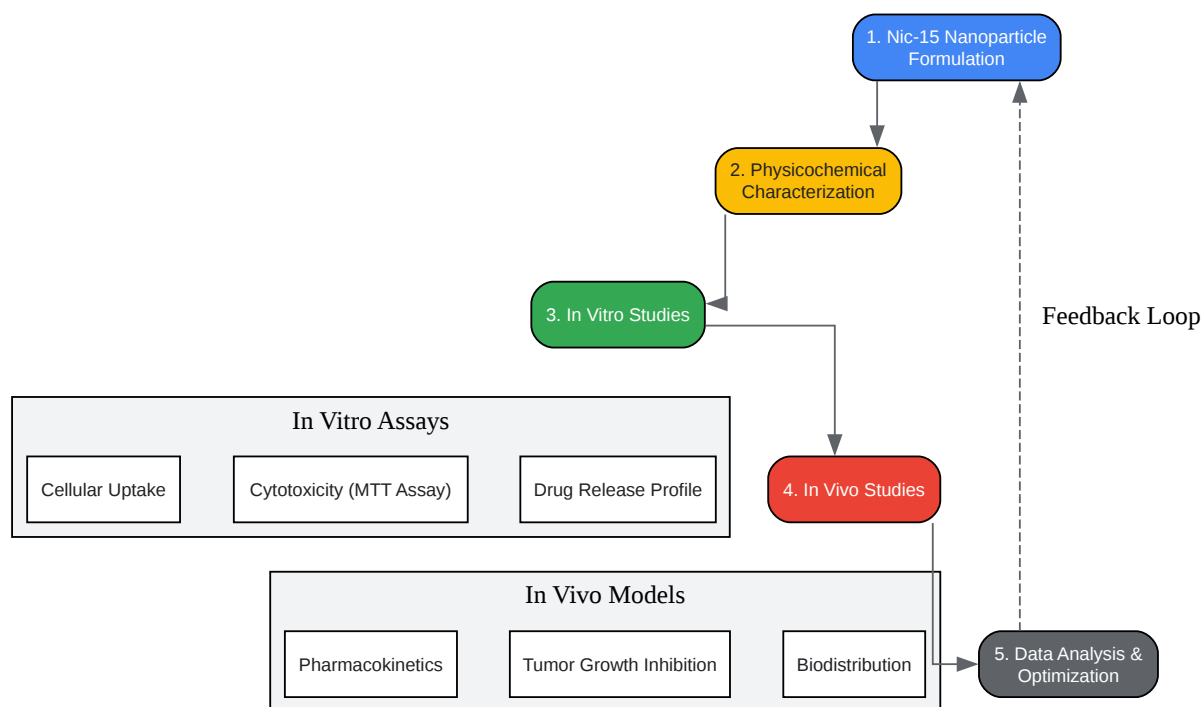 1. Nic-15 Nanoparticle
Formulation
2. Physicochemical
Characterization
3. In Vitro Studies
Feedback Loop
In Vitro Assays
Cellular Uptake
Cytotoxicity (MTT Assay)
Drug Release Profile
4. In Vivo Studies
In Vivo Models
Pharmacokinetics
Tumor Growth Inhibition
Biodistribution
5. Data Analysis &
Optimization